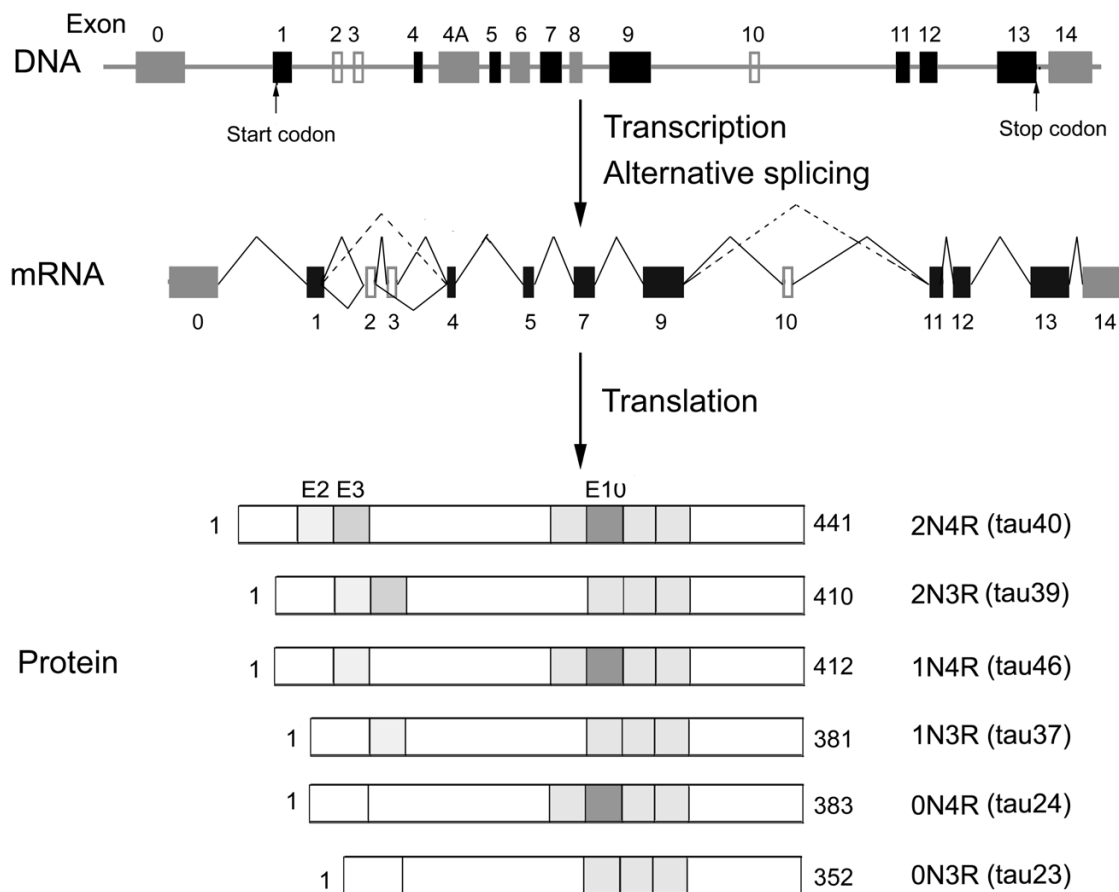 Exon
0 1 2 3 4 4A 5 6 7 8 9 10 11 12 13 14
DNA
Start codon
Stop codon
Transcription
Alternative splicing
mRNA
0 1 2 3 4 5 7 9 10 11 12 13 14
Translation
E2 E3 E10
1 441 2N4R (tau40)
1 410 2N3R (tau39)
Protein
1 412 1N4R (tau46)
1 381 1N3R (tau37)
1 383 0N4R (tau24)
1 352 0N3R (tau23)